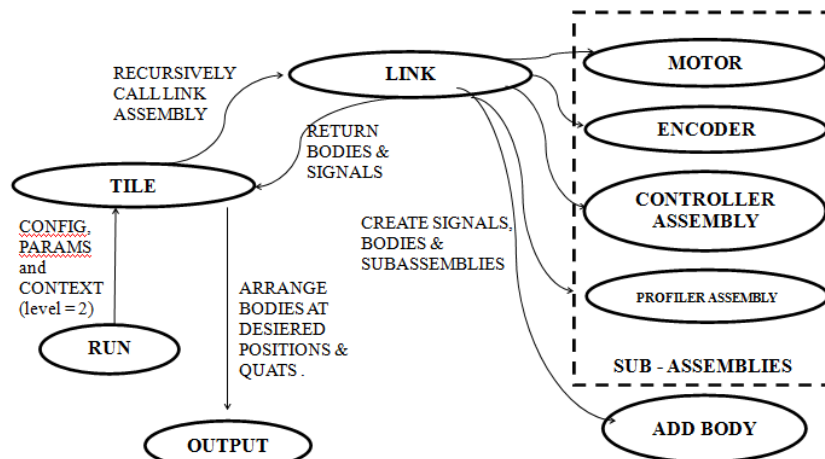 RECURSIVELY
CALL LINK
ASSEMBLY
LINK
MOTOR
ENCODER
CONTROLLER
ASSEMBLY
PROFILER ASSEMBLY
SUB - ASSEMBLIES
ADD BODY
RETURN
BODIES &
SIGNALS
TILE
CREATE SIGNALS,
BODIES &
SUBASSEMBLIES
CONFIG,
PARAMS
and
CONTEXT
(level = 2)
RUN
ARRANGE
BODIES AT
DESIERED
POSITIONS &
QUATS .
OUTPUT